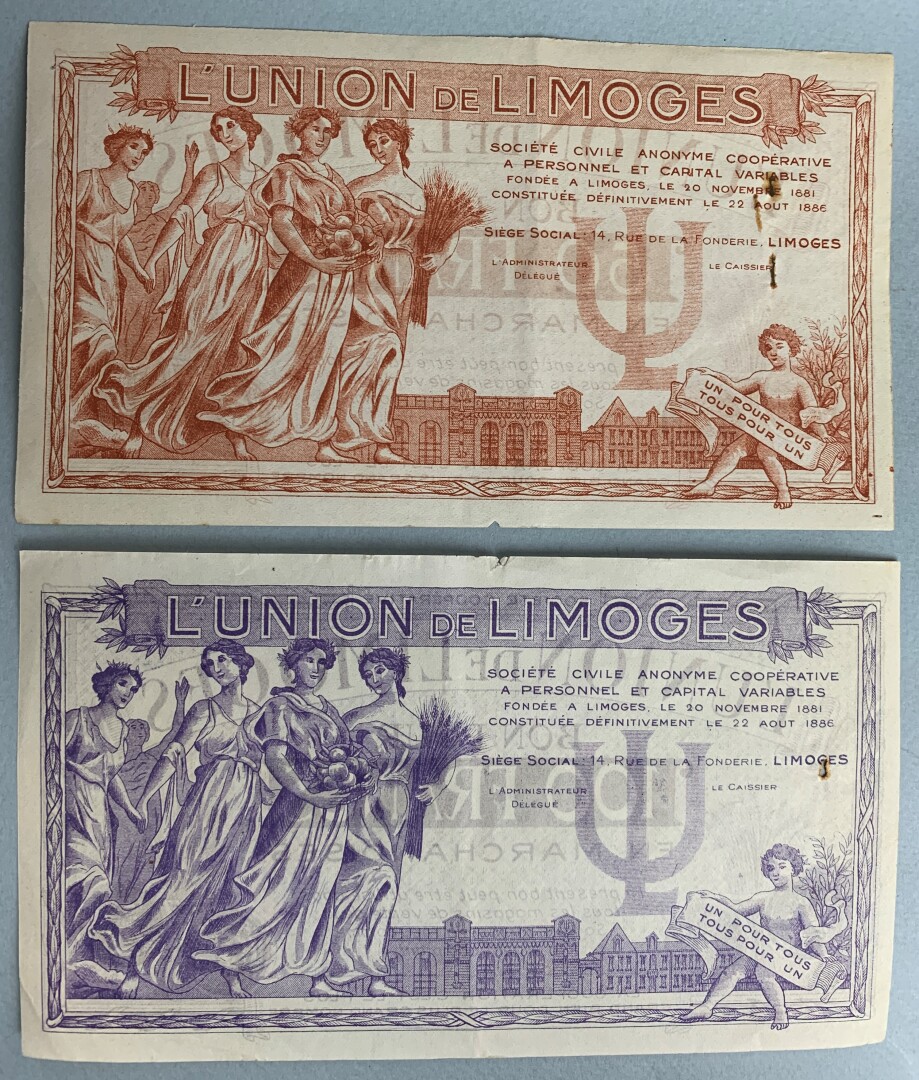 L'UNION DE LIMOGES
SOCIÉTÉ CIVILE ANONYME COOPÉRATIVE
A PERSONNEL ET CAPITAL VARIABLES
FONDÉE A LIMOGES, LE 20 NOVEMBRE 1881
CONSTITUÉE DÉFINITIVEMENT LE 22 AOUT 1886
SIÈGE SOCIAL: 14, RUE DE LA FONDERIE, LIMOGES
L'ADMINISTRATEUR LE CAISSIER
DÉLÉGUÉ
UL
UN POUR TOUS
TOUS POUR UN
L'UNION DE LIMOGES
SOCIÉTÉ CIVILE ANONYME COOPÉRATIVE
A PERSONNEL ET CAPITAL VARIABLES
FONDÉE A LIMOGES, LE 20 NOVEMBRE 1881
CONSTITUÉE DÉFINITIVEMENT LE 22 AOUT 1886
SIÈGE SOCIAL: 14, RUE DE LA FONDERIE, LIMOGES
L'ADMINISTRATEUR LE CAISSIER
DÉLÉGUÉ
UL
UN POUR TOUS
TOUS POUR UN